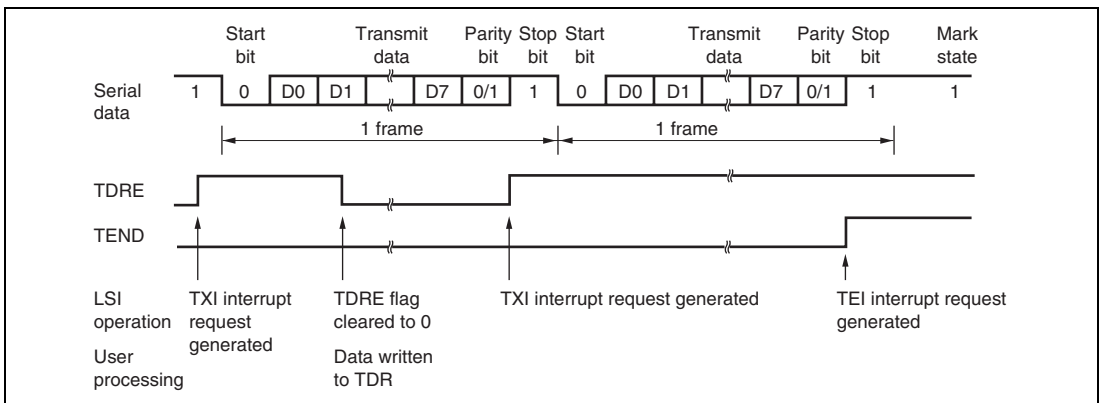 Start bit Transmit data Parity bit Stop bit Start bit Transmit data Parity bit Stop bit Mark state
Serial data 1 0 D0 D1 D7 0/1 1 0 D0 D1 D7 0/1 1 1
1 frame 1 frame
TDRE
TEND
LSI operation
TXI interrupt request generated
TDRE flag cleared to 0
TXI interrupt request generated
TEI interrupt request generated
User processing
Data written to TDR